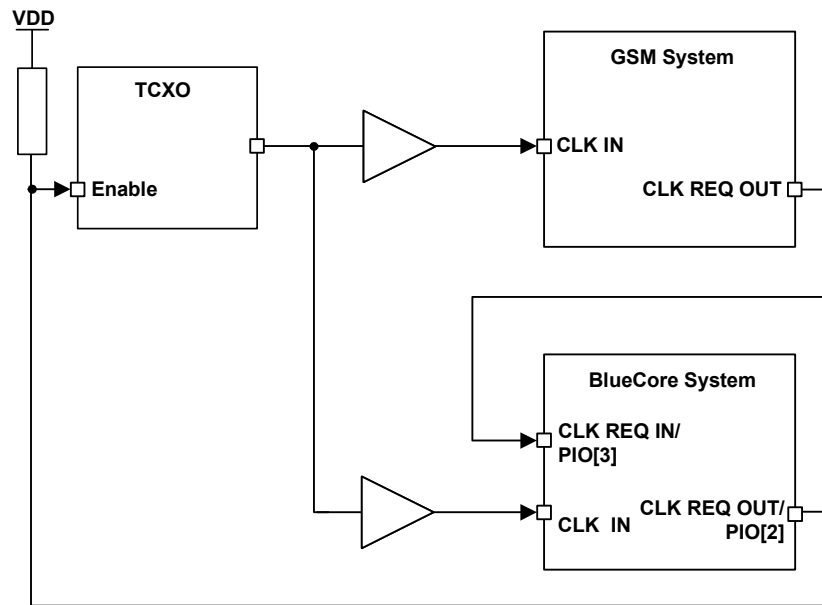 VDD
TCXO
Enable
GSM System
CLK IN
CLK REQ OUT
BlueCore System
CLK REQ IN/
PIO[3]
CLK IN
CLK REQ OUT/
PIO[2]